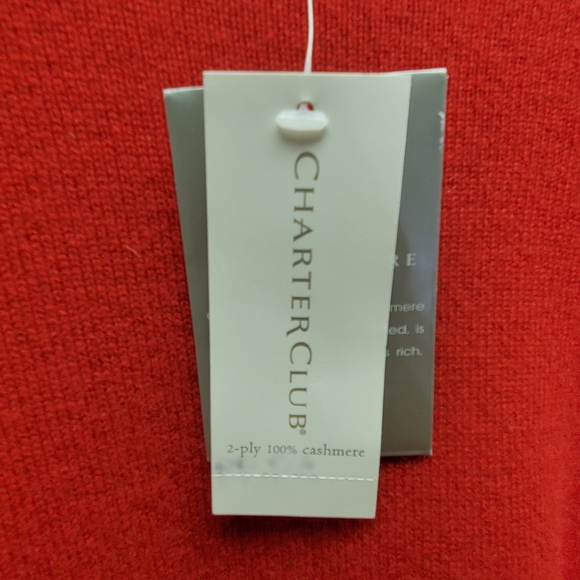 CHARTER CLUB®
2-ply 100% cashmere
RE
mere
ed, is
s rich.